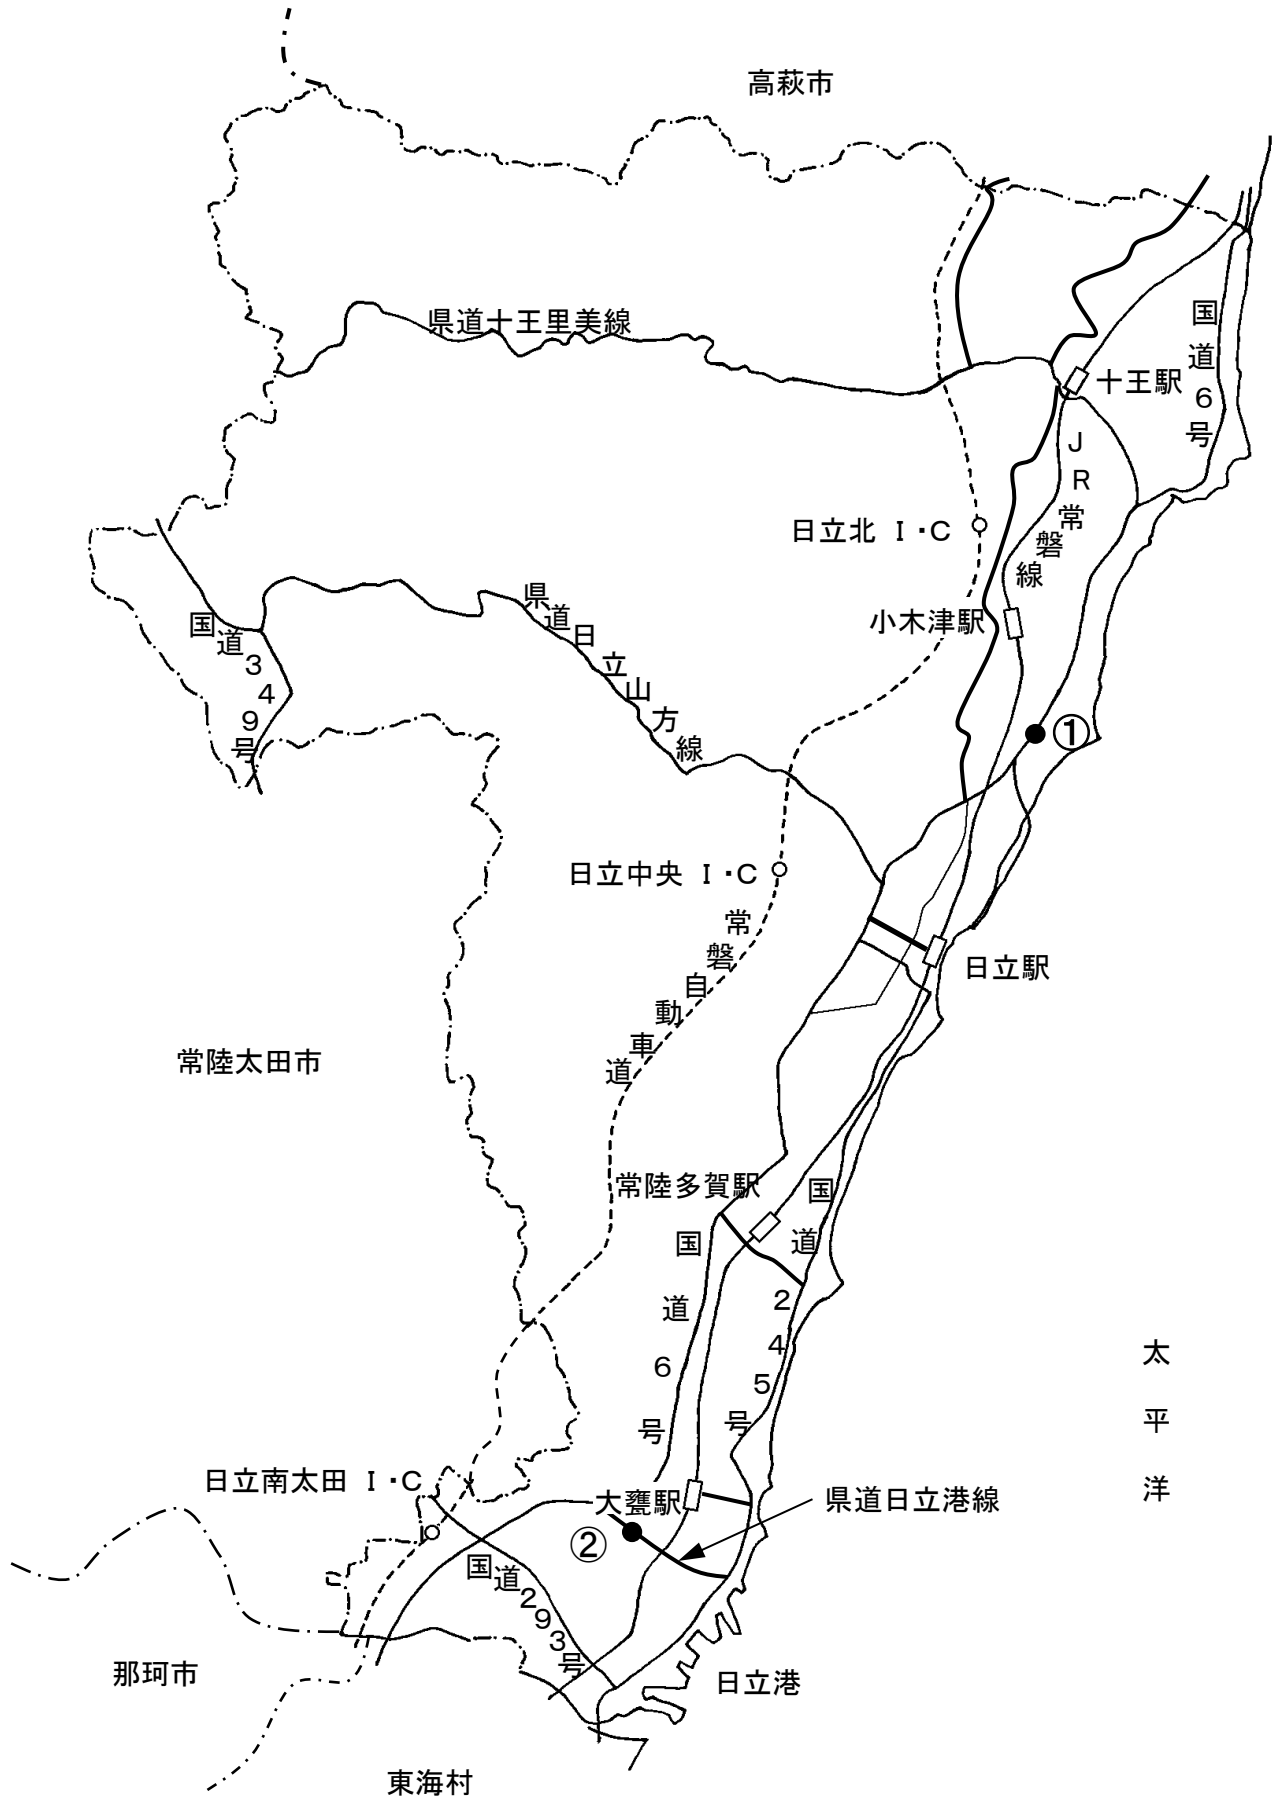 高萩市
県道十王里美線
国道6号
十王駅
JR常磐線
日立北 I・C
小木津駅
国道349号
県道日立山方線
①
日立中央 I・C
常磐自動車道
日立駅
常陸太田市
常陸多賀駅
国道245号
国道6号
太平洋
日立南太田 I・C
大甕駅
県道日立港線
②
国道293号
那珂市
日立港
東海村